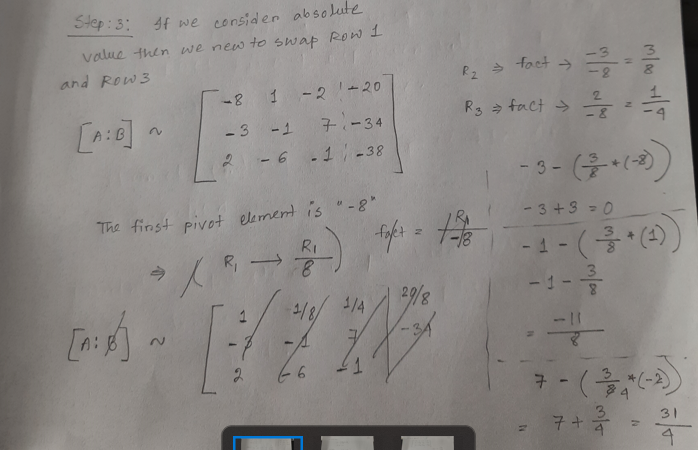 Step:3: If we consider absolute
value then we new to swap Row 1
and Row3
[A:B] ~ [ -8 1 -2 ¦ -20
-3 -1 7 ¦ -34
2 -6 -1 ¦ -38 ]
The first pivot element is "-8"
⇒ ( R₁ → R₁/8 ) fact = R₁/-8
[A:B] ~ [ 1 1/8 1/4 20/8
-3 -1 7 -34
2 -6 -1
R₂ ⇒ fact → -3/-8 = 3/8
R₃ ⇒ fact → 2/-8 = 1/-4
-3 - (3/8 * (-8))
-3 + 3 = 0
-1 - (3/8 * (1))
-1 - 3/8
= -11/8
7 - (3/8 4 * (-2))
= 7 + 3/4 = 31/4